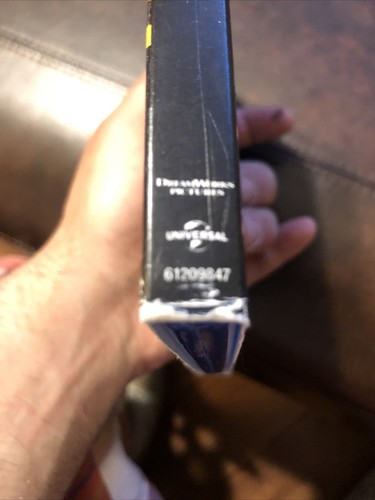 DREAMWORKS
PICTURES
UNIVERSAL
61209847